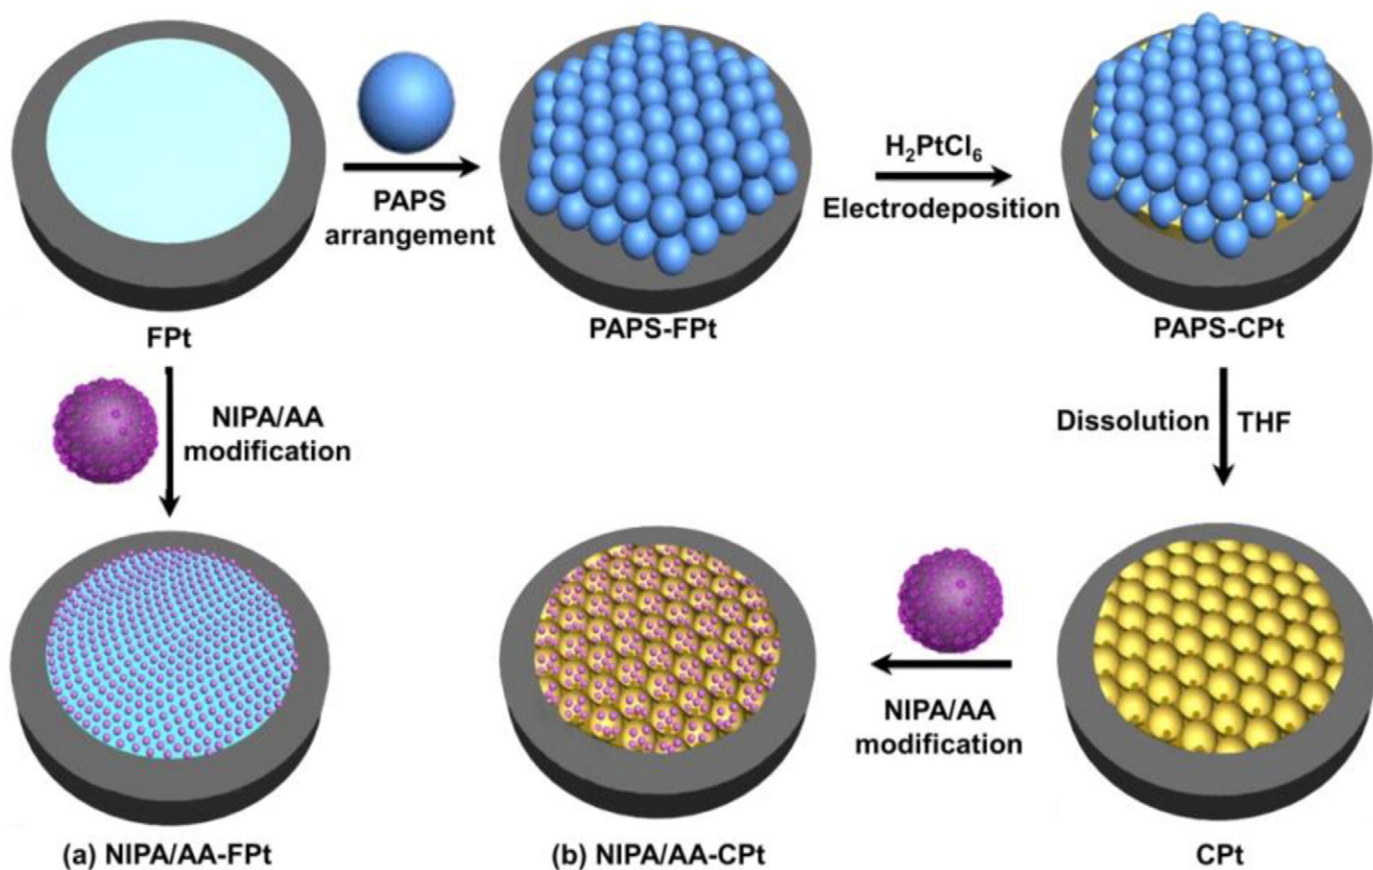 PAPS
arrangement
H₂PtCl₆
Electrodeposition
FPt
PAPS-FPt
PAPS-CPt
NIPA/AA
modification
Dissolution
THF
NIPA/AA
modification
(a) NIPA/AA-FPt
(b) NIPA/AA-CPt
CPt